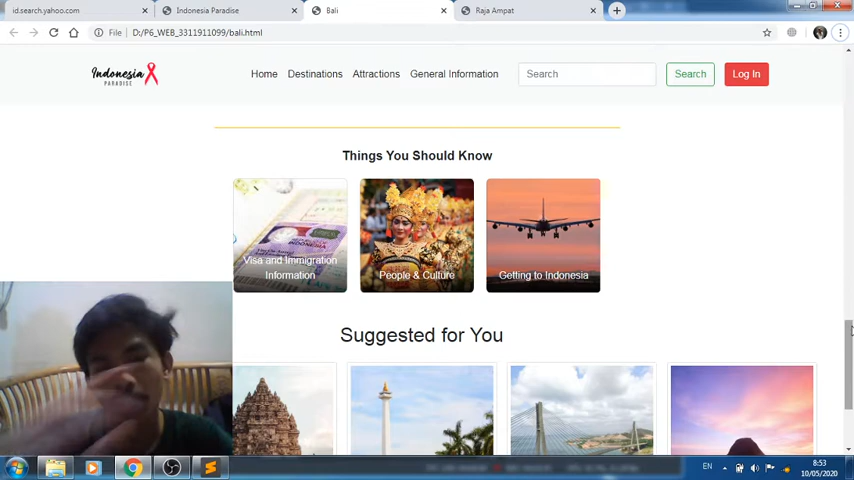 id.search.yahoo.com
Indonesia Paradise
Bali
Raja Ampat
File
D:/P6_WEB_3311911099/bali.html
Indonesia
PARADISE
Home
Destinations
Attractions
General Information
Search
Search
Log In
Things You Should Know
Visa and Immigration
Information
People & Culture
Getting to Indonesia
Suggested for You
EN
8:53
10/05/2020